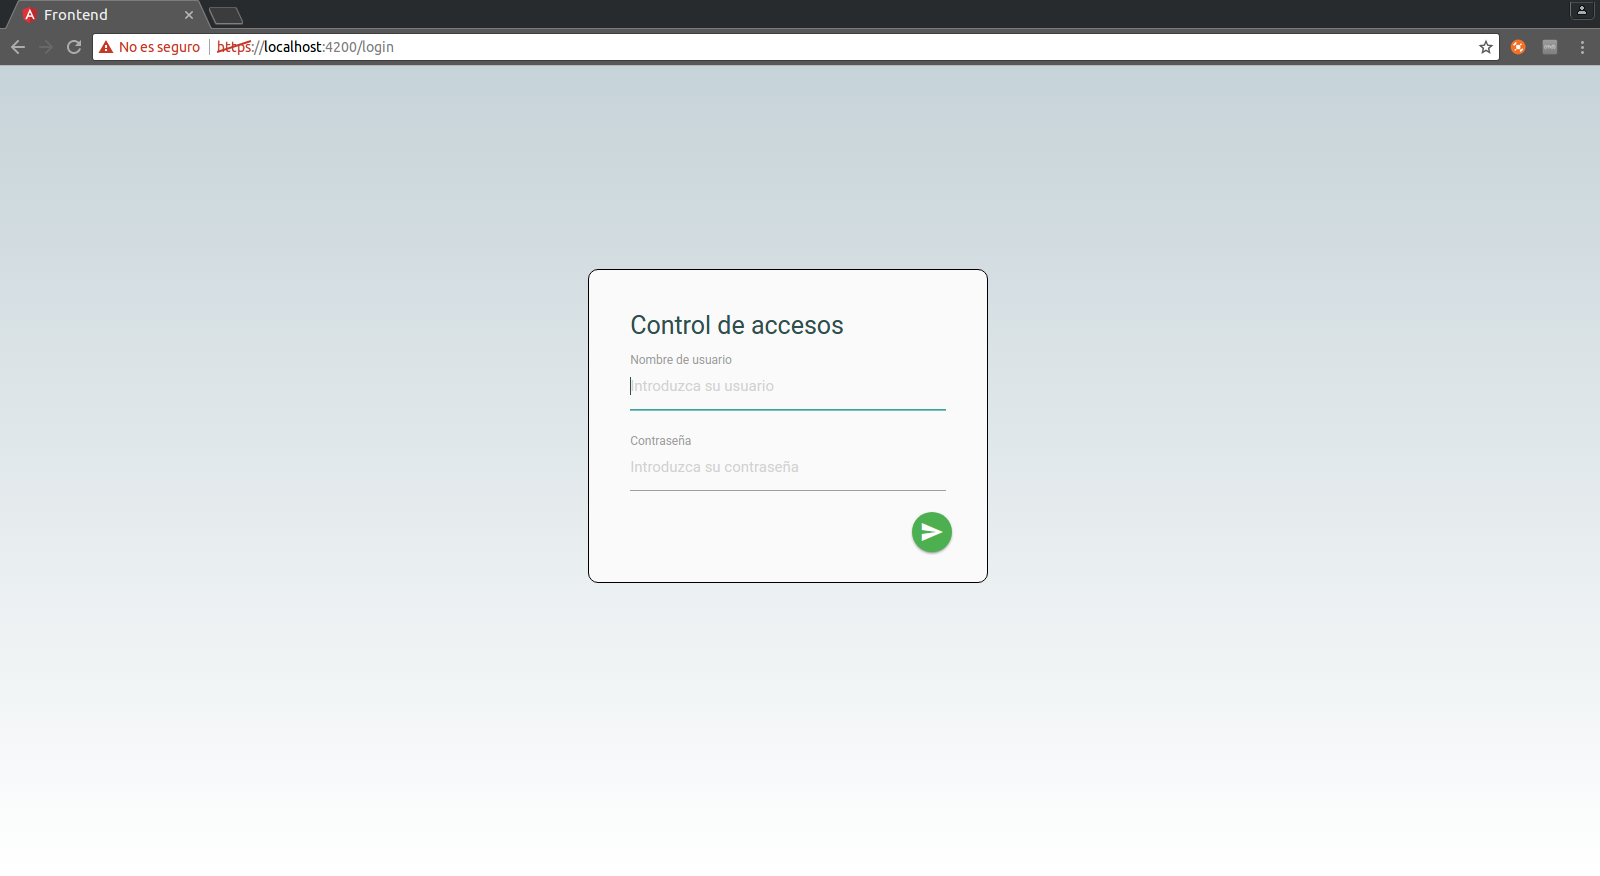 Frontend
No es seguro
https://localhost:4200/login
Control de accesos
Nombre de usuario
Introduzca su usuario
Contraseña
Introduzca su contraseña